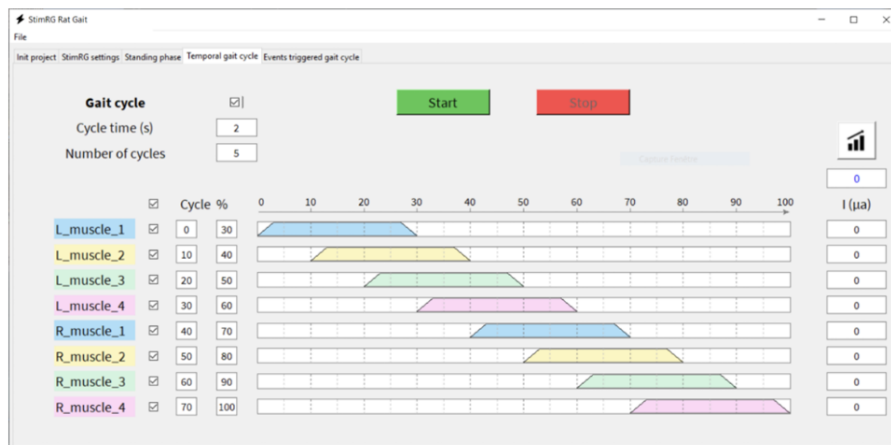 StimRG Rat Gait
File
Init project StimRG settings Standing phase Temporal gait cycle Events triggered gait cycle
Gait cycle Start Stop
Cycle time (s) 2
Number of cycles 5
0
Cycle % 0 10 20 30 40 50 60 70 80 90 100 I (µa)
L_muscle_1 0 30 0
L_muscle_2 10 40 0
L_muscle_3 20 50 0
L_muscle_4 30 60 0
R_muscle_1 40 70 0
R_muscle_2 50 80 0
R_muscle_3 60 90 0
R_muscle_4 70 100 0